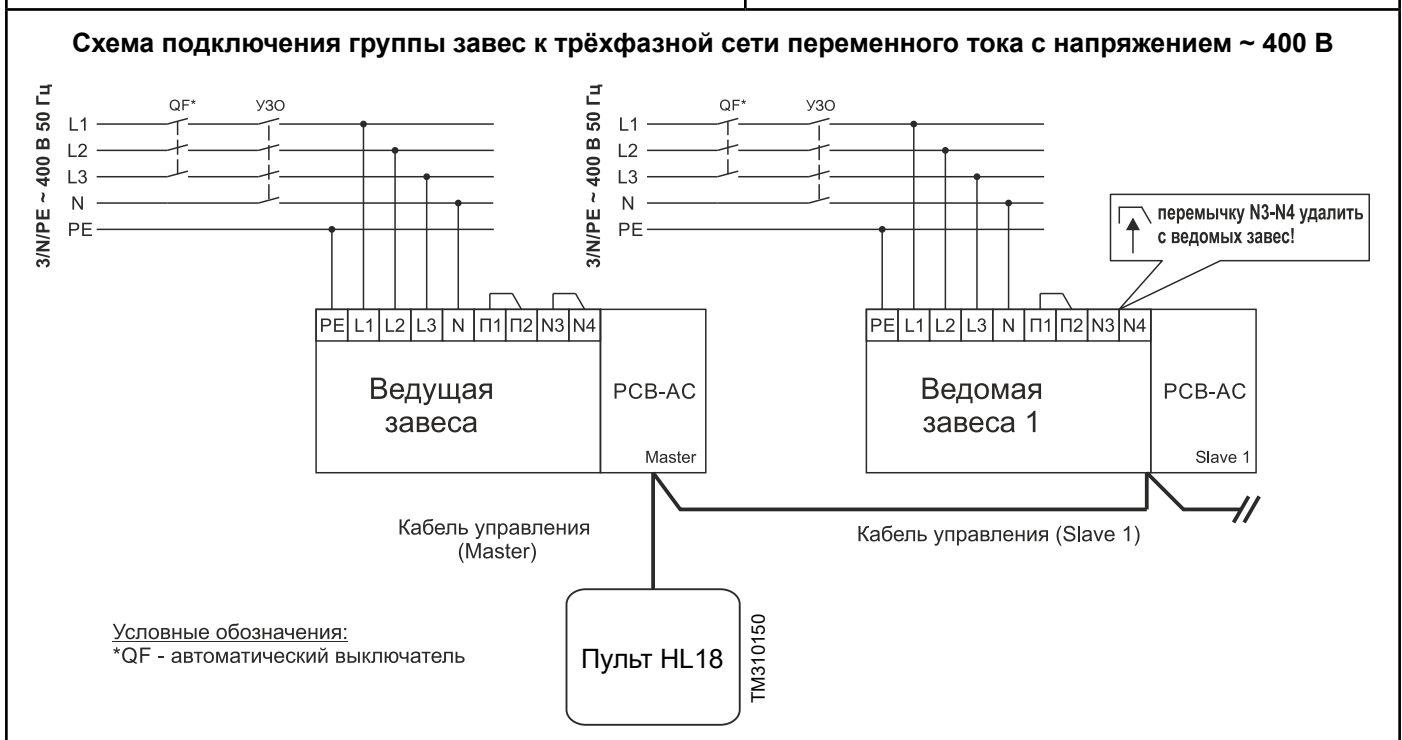 Схема подключения группы завес к трёхфазной сети переменного тока с напряжением ~ 400 В
3/N/PE ~ 400 В 50 Гц
QF*
УЗО
L1
L2
L3
N
PE
PE L1 L2 L3 N П1 П2 N3 N4
Ведущая
завеса
PCB-AC
Master
3/N/PE ~ 400 В 50 Гц
QF*
УЗО
L1
L2
L3
N
PE
перемычку N3-N4 удалить
с ведомых завес!
PE L1 L2 L3 N П1 П2 N3 N4
Ведомая
завеса 1
PCB-AC
Slave 1
Кабель управления
(Master)
Кабель управления (Slave 1)
Условные обозначения:
*QF - автоматический выключатель
Пульт HL18
TM310150